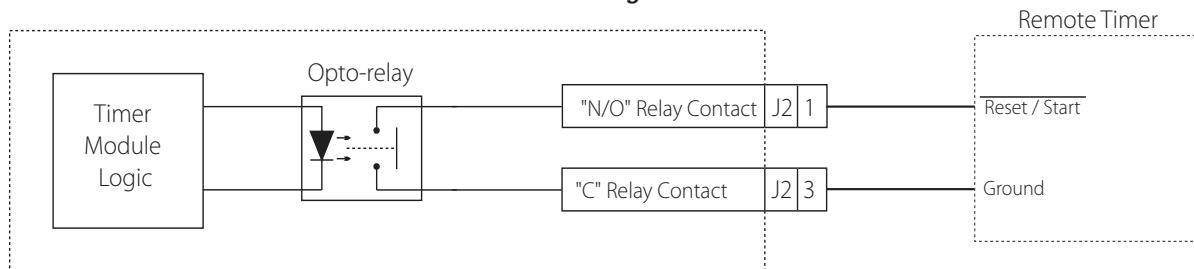 Remote Timer
Opto-relay
Timer
Module
Logic
"N/O" Relay Contact J2 1
Reset / Start
"C" Relay Contact J2 3
Ground